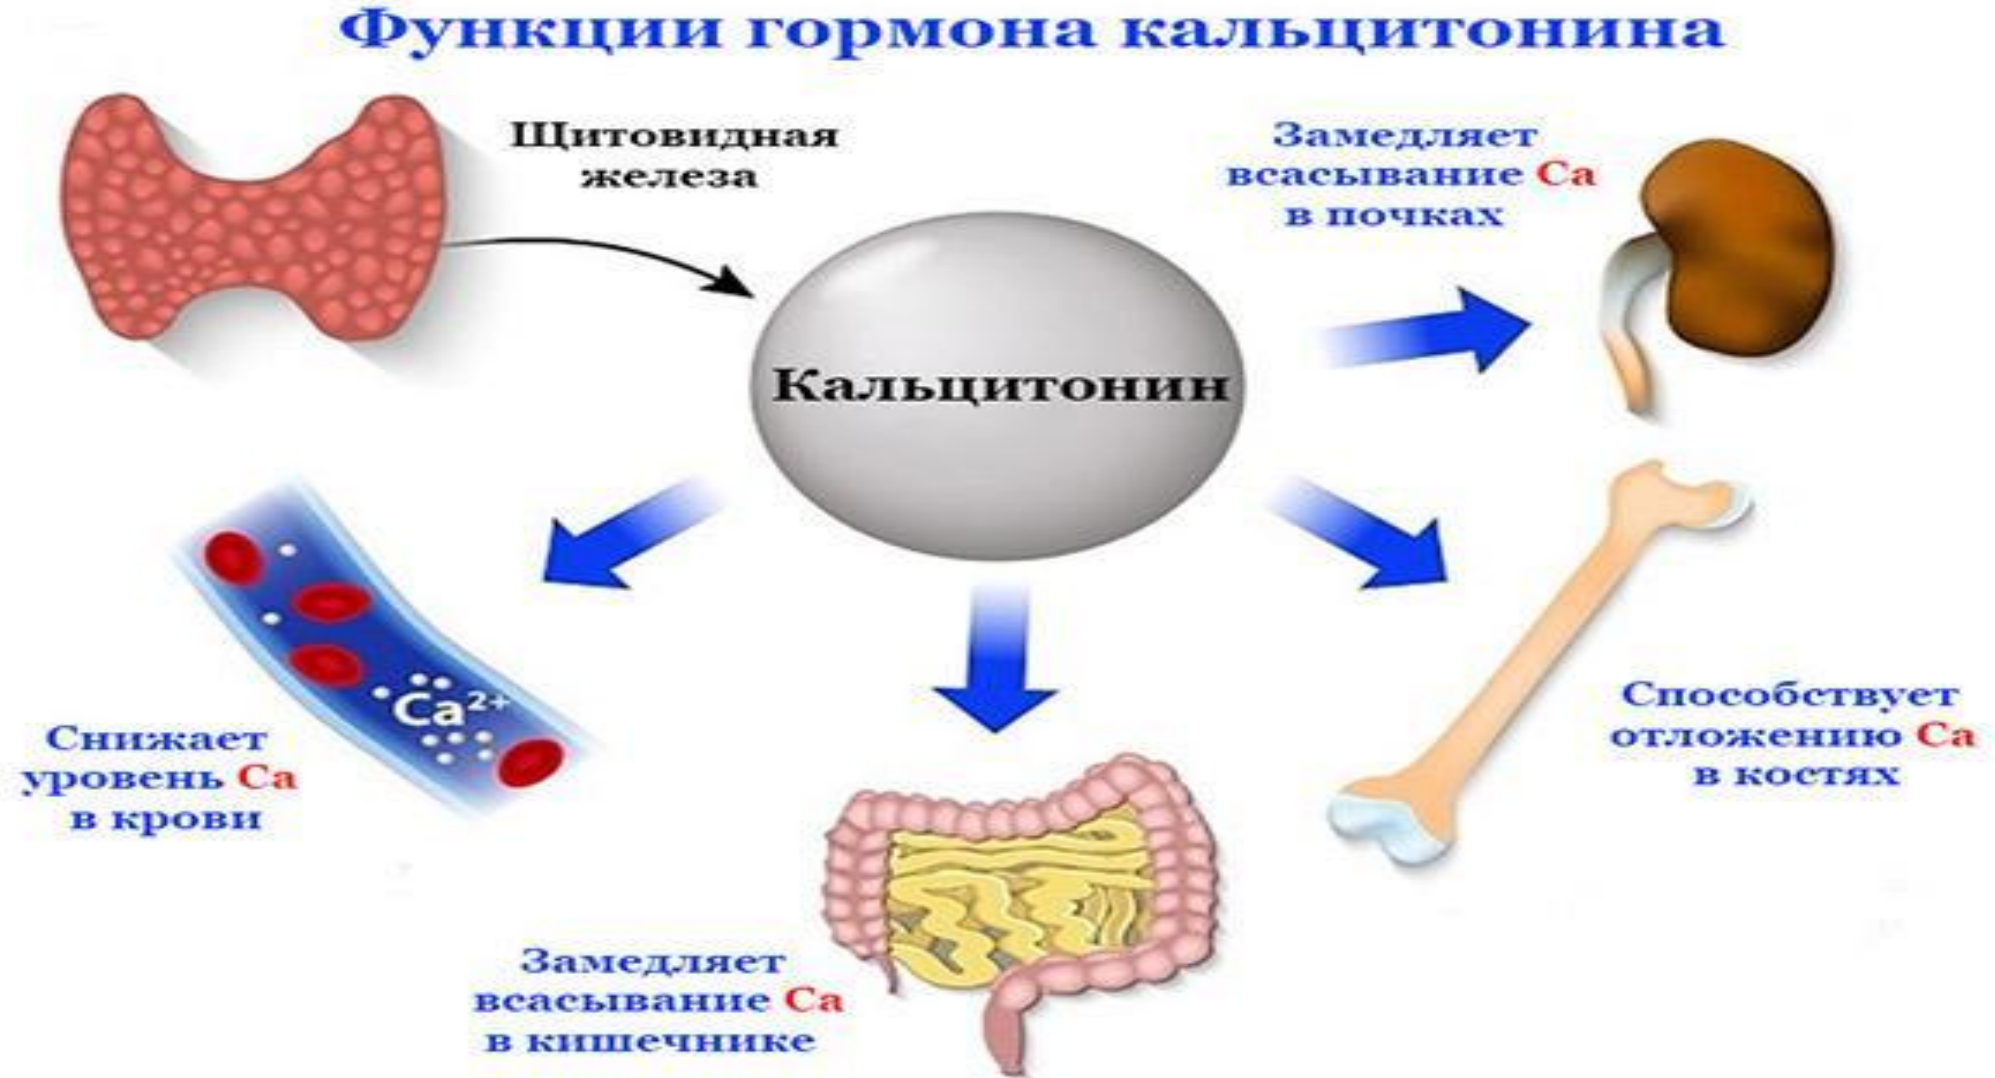 Функции гормона кальцитонина
Щитовидная
железа
Замедляет
всасывание Ca
в почках
Кальцитонин
Ca²⁺
Снижает
уровень Ca
в крови
Способствует
отложению Ca
в костях
Замедляет
всасывание Ca
в кишечнике